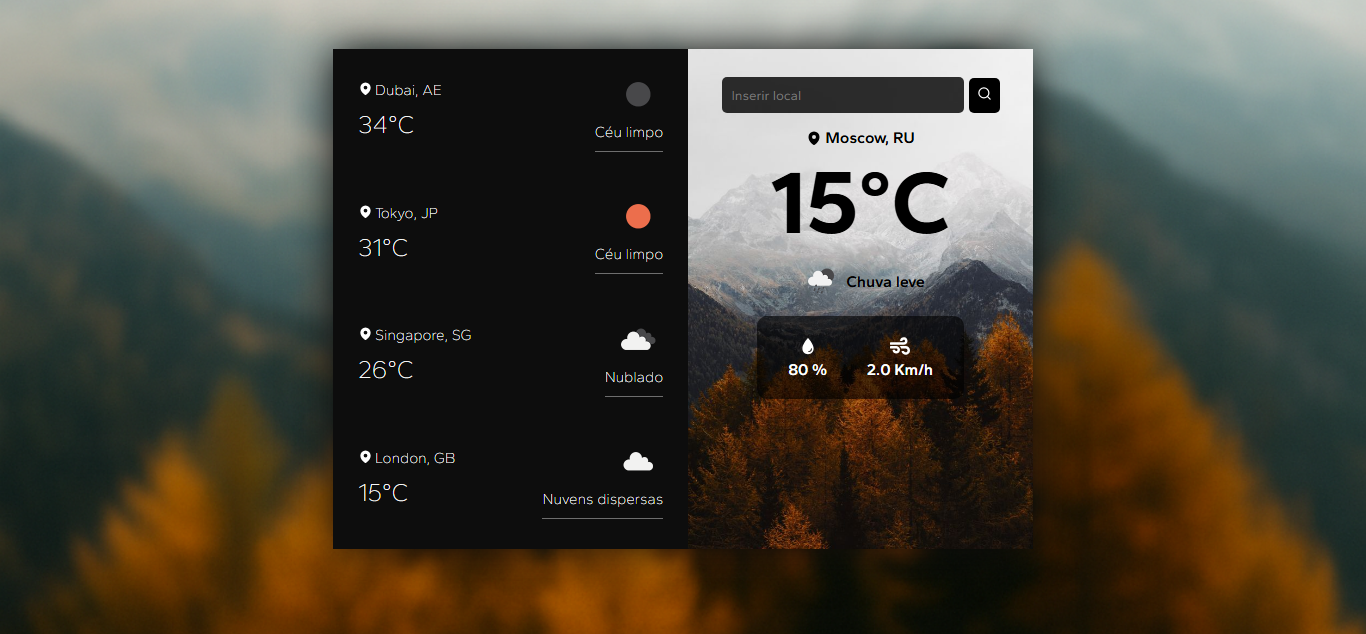 Dubai, AE
34°C
Céu limpo
Tokyo, JP
31°C
Céu limpo
Singapore, SG
26°C
Nublado
London, GB
15°C
Nuvens dispersas
Inserir local
Moscow, RU
15°C
Chuva leve
80 %
2.0 Km/h